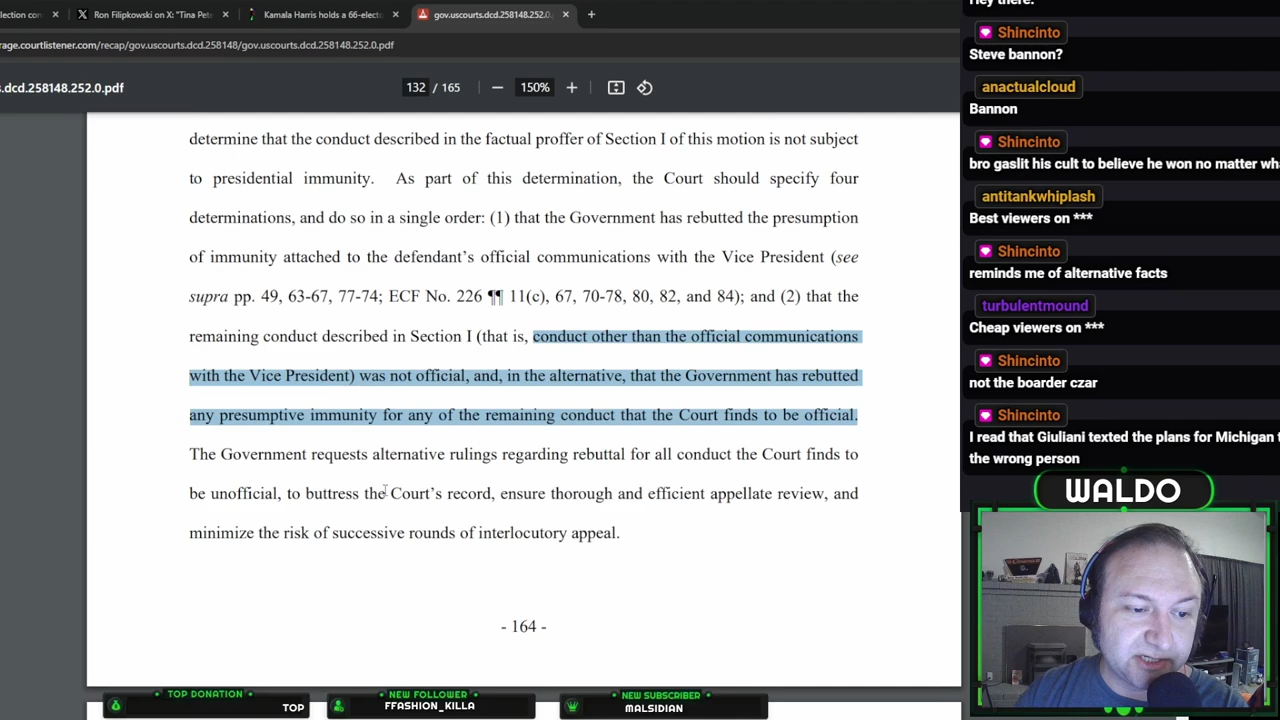 lection con
Ron Filipkowski on X: "Tina Pete
Kamala Harris holds a 66-electo
gov.uscourts.dcd.258148.252.0.p
rage.courtlistener.com/recap/gov.uscourts.dcd.258148/gov.uscourts.dcd.258148.252.0.pdf
.dcd.258148.252.0.pdf
132 / 165
150%
determine that the conduct described in the factual proffer of Section I of this motion is not subject
to presidential immunity. As part of this determination, the Court should specify four
determinations, and do so in a single order: (1) that the Government has rebutted the presumption
of immunity attached to the defendant's official communications with the Vice President (see
supra pp. 49, 63-67, 77-74; ECF No. 226 ¶¶ 11(c), 67, 70-78, 80, 82, and 84); and (2) that the
remaining conduct described in Section I (that is, conduct other than the official communications
with the Vice President) was not official, and, in the alternative, that the Government has rebutted
any presumptive immunity for any of the remaining conduct that the Court finds to be official.
The Government requests alternative rulings regarding rebuttal for all conduct the Court finds to
be unofficial, to buttress the Court's record, ensure thorough and efficient appellate review, and
minimize the risk of successive rounds of interlocutory appeal.
- 164 -
Hey there.
Shincinto
Steve bannon?
anactualcloud
Bannon
Shincinto
bro gaslit his cult to believe he won no matter wha
antitankwhiplash
Best viewers on ***
Shincinto
reminds me of alternative facts
turbulentmound
Cheap viewers on ***
Shincinto
not the boarder czar
Shincinto
I read that Giuliani texted the plans for Michigan t
the wrong person
WALDO
TOP DONATION
TOP
NEW FOLLOWER
FFASHION_KILLA
NEW SUBSCRIBER
MALSIDIAN